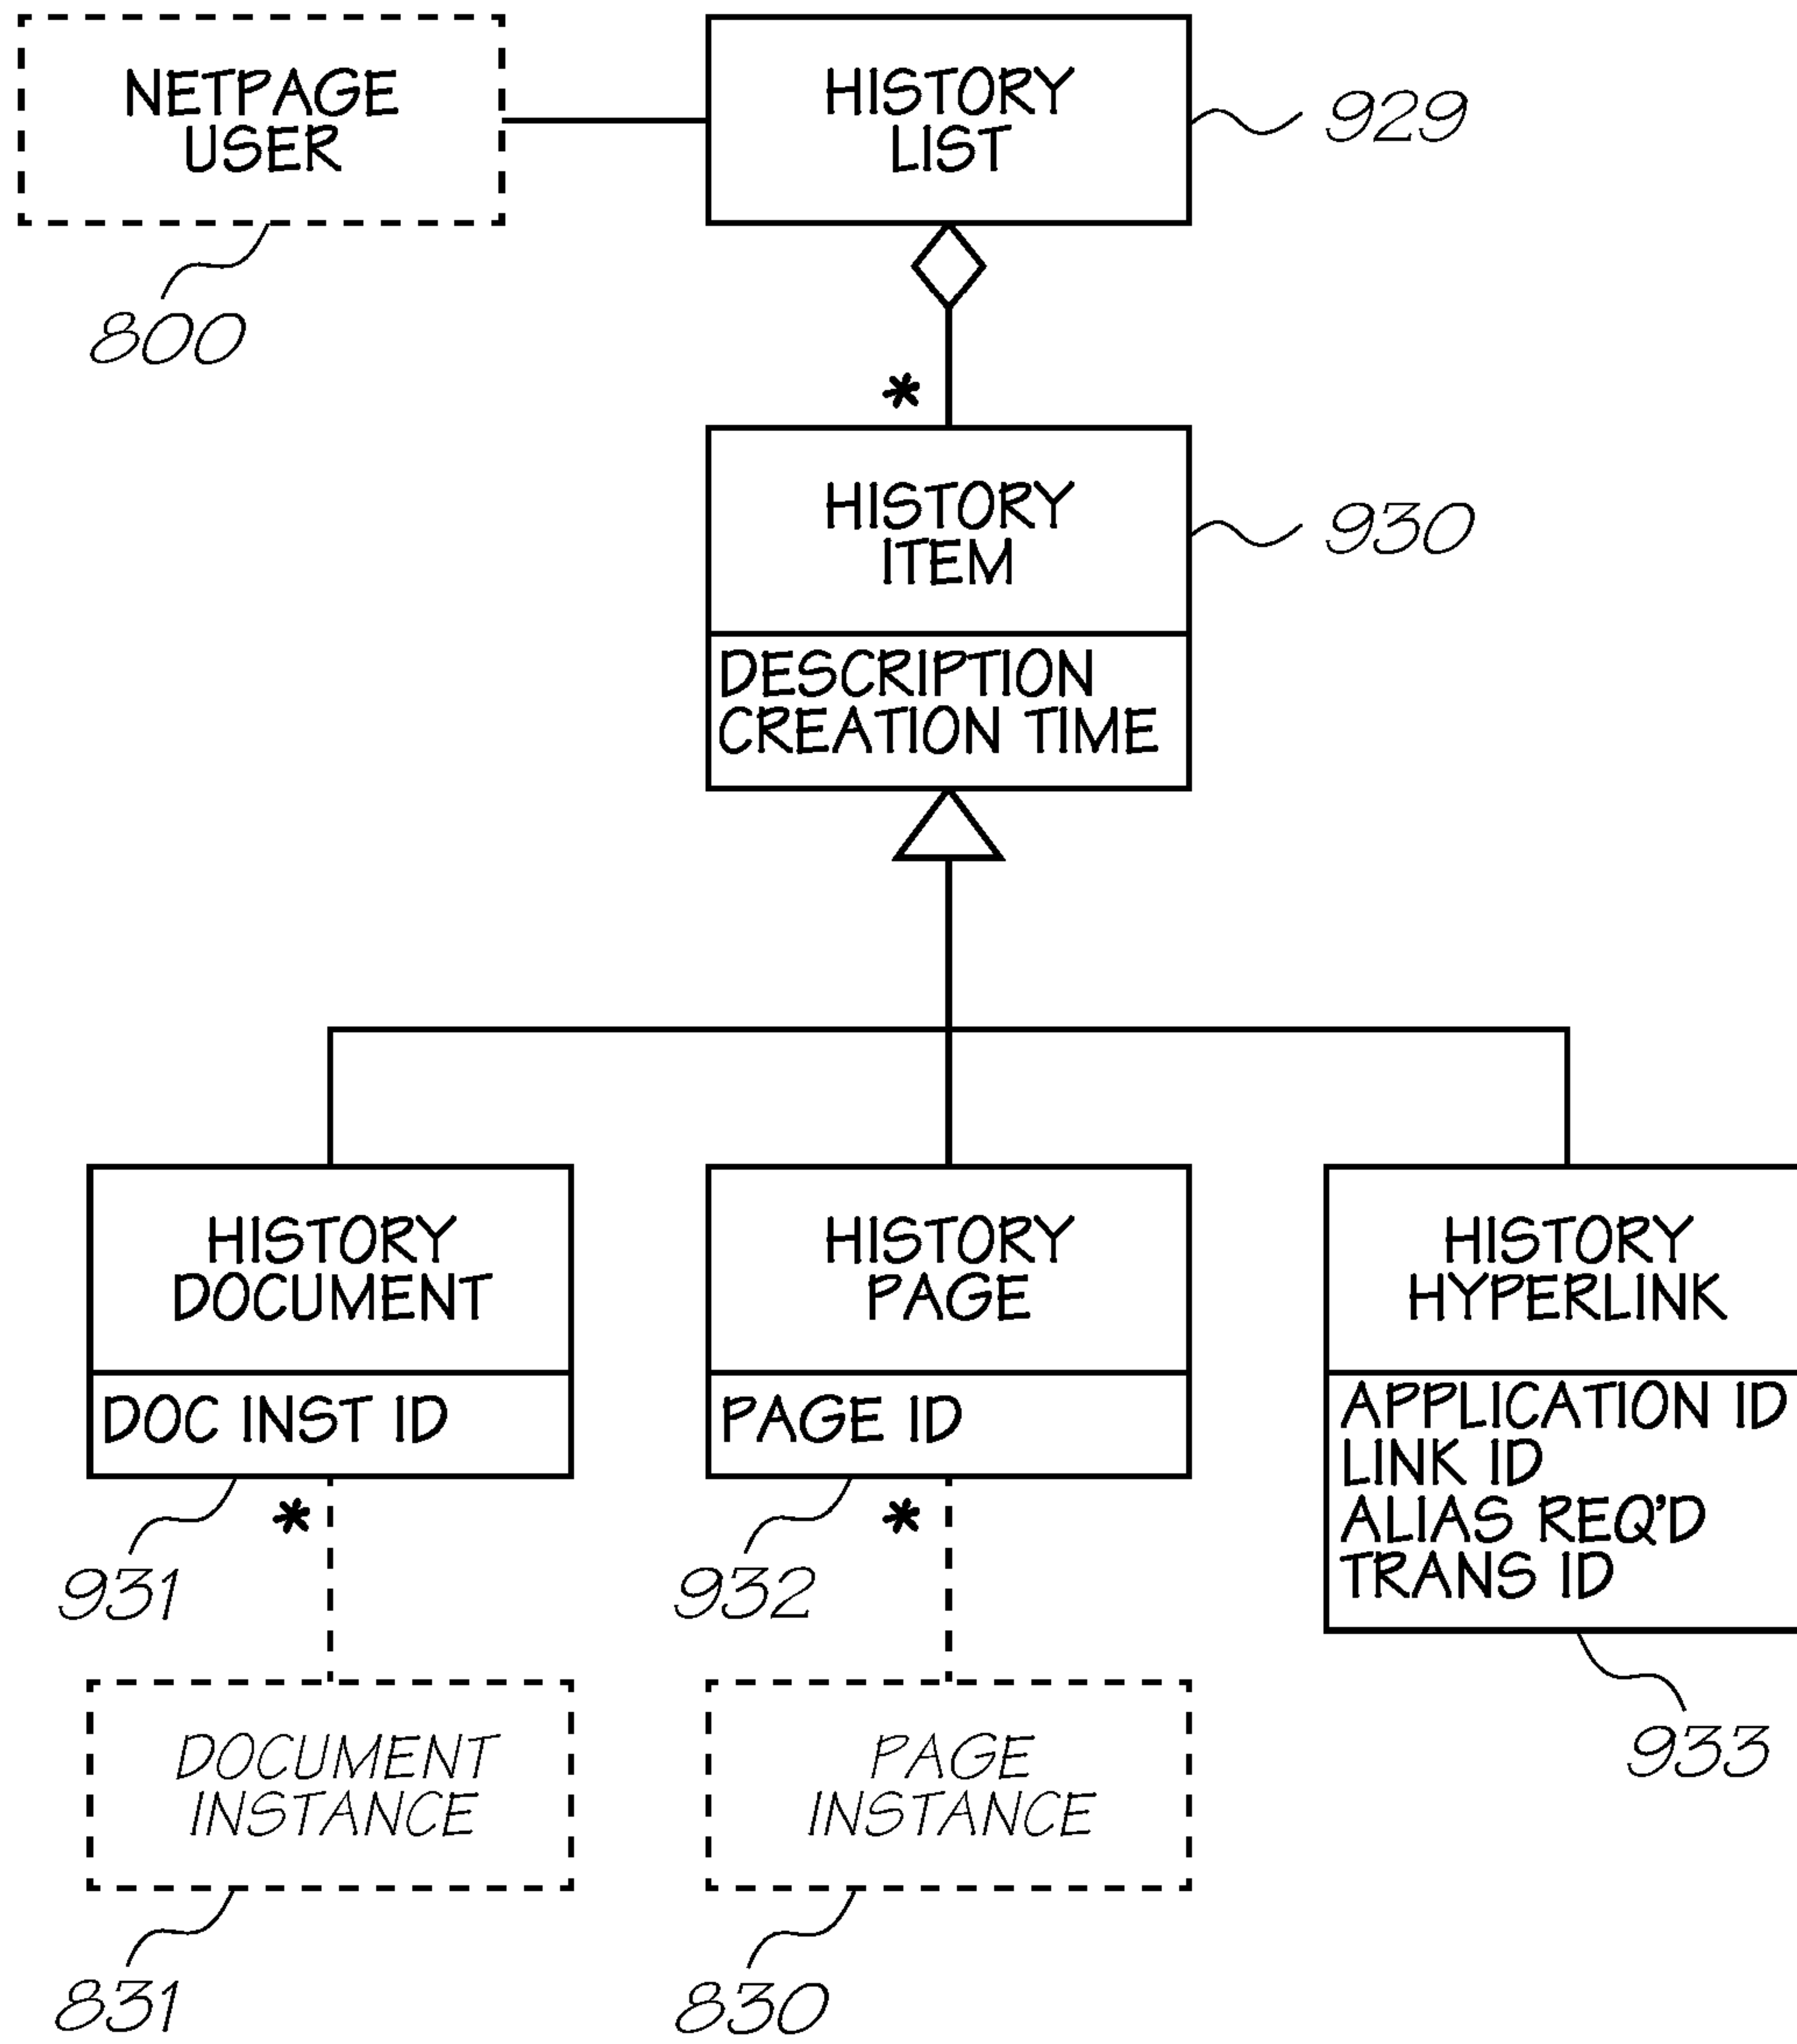 NETPAGE
USER
HISTORY
LIST
929
800
*
HISTORY
ITEM
930
DESCRIPTION
CREATION TIME
HISTORY
DOCUMENT
DOC INST ID
HISTORY
PAGE
PAGE ID
HISTORY
HYPERLINK
APPLICATION ID
LINK ID
ALIAS REQ'D
TRANS ID
*
931
*
932
933
DOCUMENT
INSTANCE
PAGE
INSTANCE
831
830